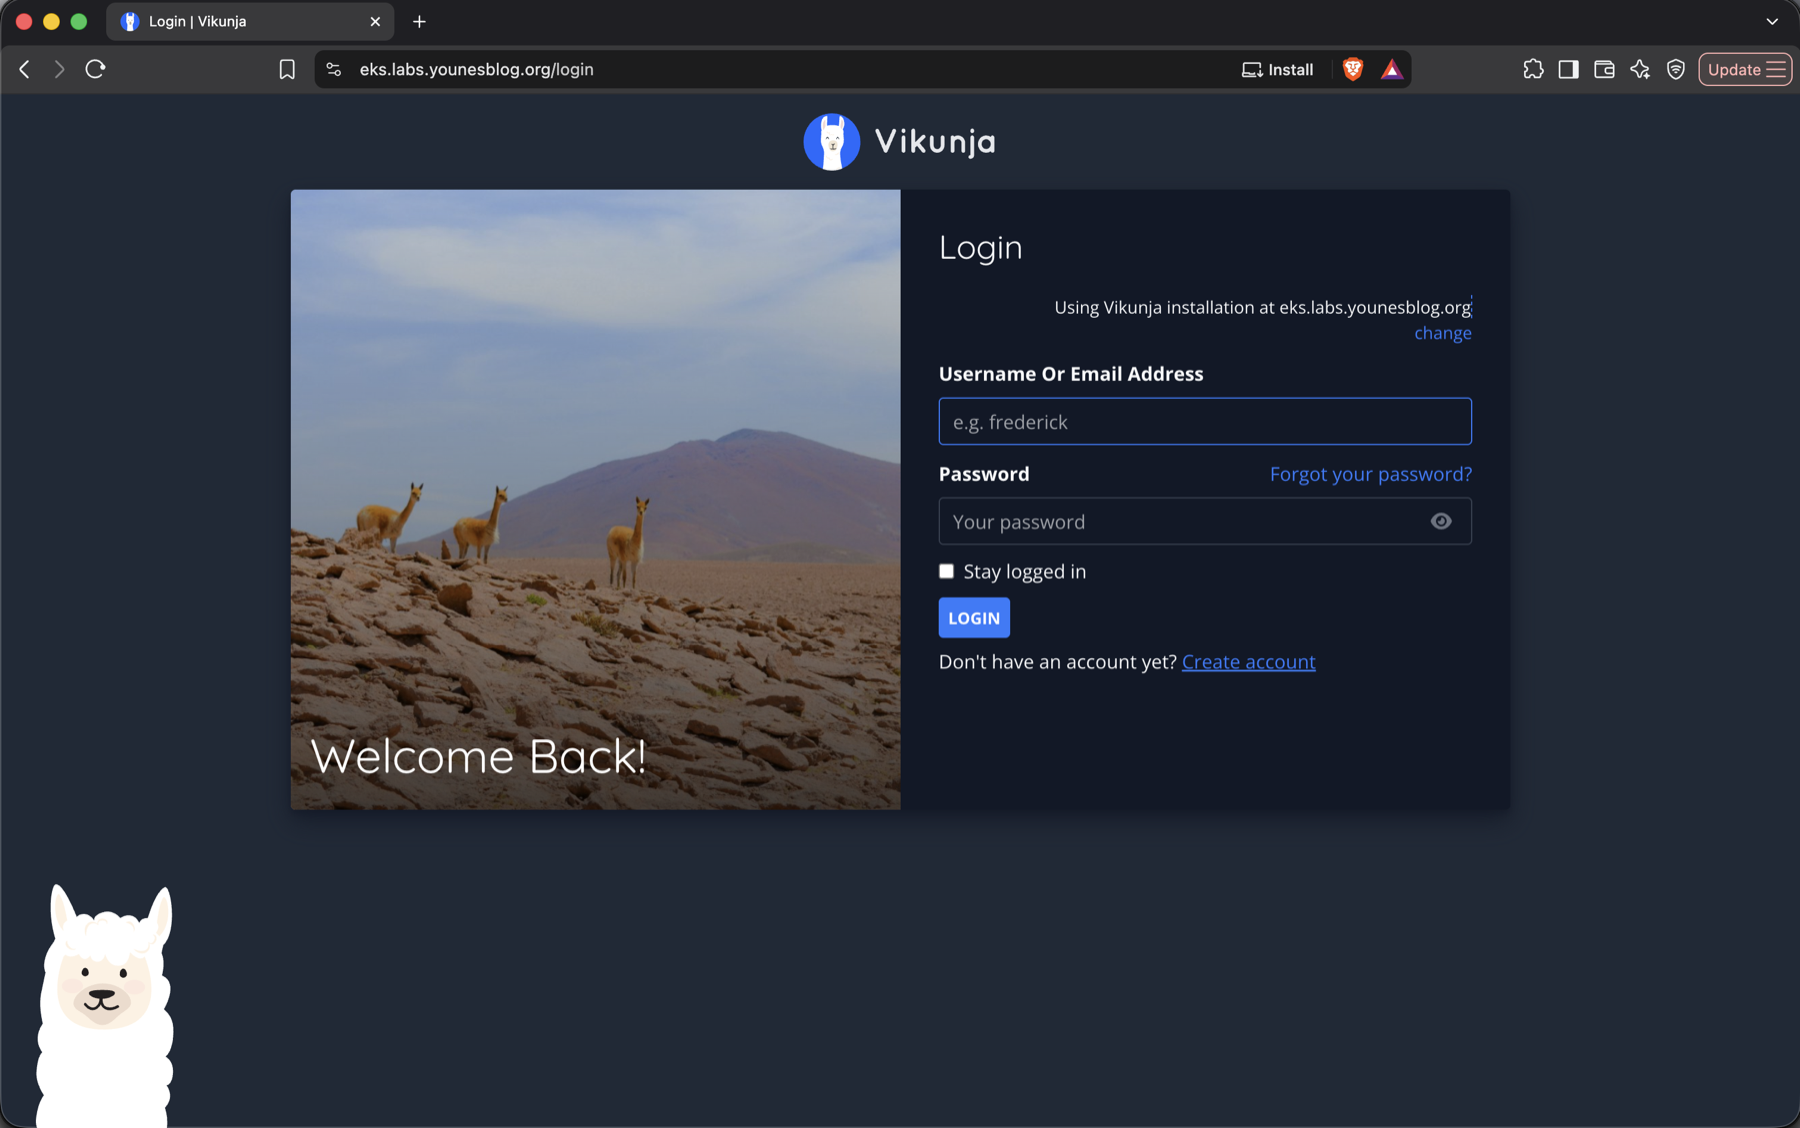 Login | Vikunja
eks.labs.younesblog.org/login
Install
Update
Vikunja
Login
Using Vikunja installation at eks.labs.younesblog.org
change
Username Or Email Address
e.g. frederick
Password Forgot your password?
Your password
Stay logged in
LOGIN
Don't have an account yet? Create account
Welcome Back!